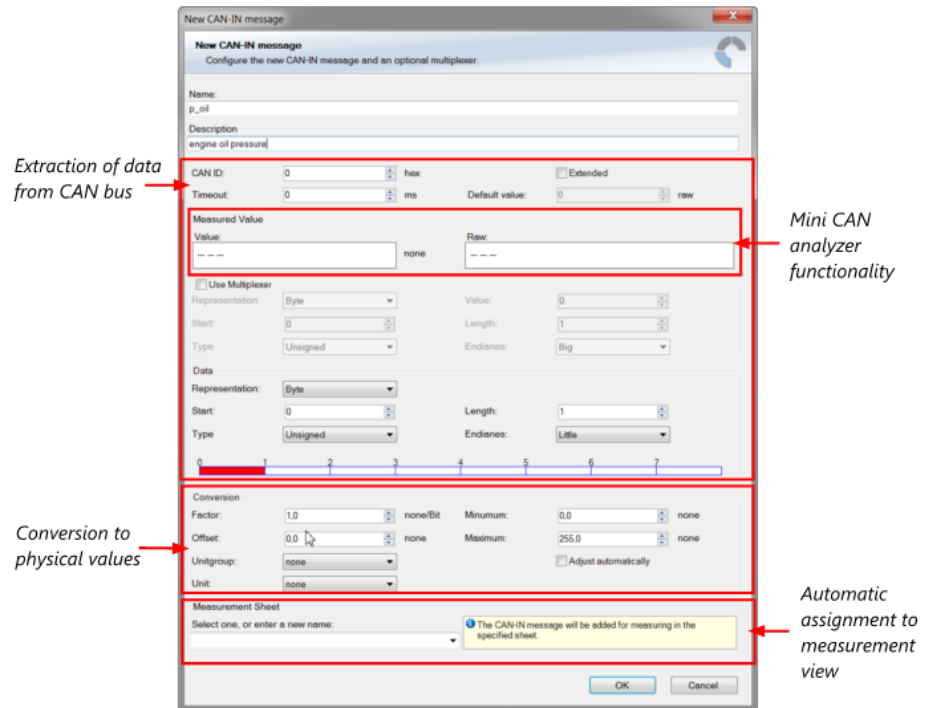 New CAN-IN message
New CAN-IN message
Configure the new CAN-IN message and an optional multiplexer.
Name:
p_oil
Description
engine oil pressure
Extraction of data
from CAN bus
CAN ID: 0 hex Extended
Timeout: 0 ms Default value: 0 raw
Measured Value
Value: Raw:
--- none ---
Mini CAN
analyzer
functionality
Use Multiplexer
Representation: Byte Value: 0
Start: 0 Length: 1
Type Unsigned Endianes: Big
Data
Representation: Byte
Start: 0 Length: 1
Type Unsigned Endianes: Little
0 1 2 3 4 5 6 7
Conversion to
physical values
Conversion
Factor: 1,0 none/Bit Minumum: 0,0 none
Offset: 0,0 none Maximum: 255,0 none
Unitgroup: none Adjust automatically
Unit: none
Measurement Sheet
Select one, or enter a new name:
The CAN-IN message will be added for measuring in the
specified sheet.
Automatic
assignment to
measurement
view
OK Cancel